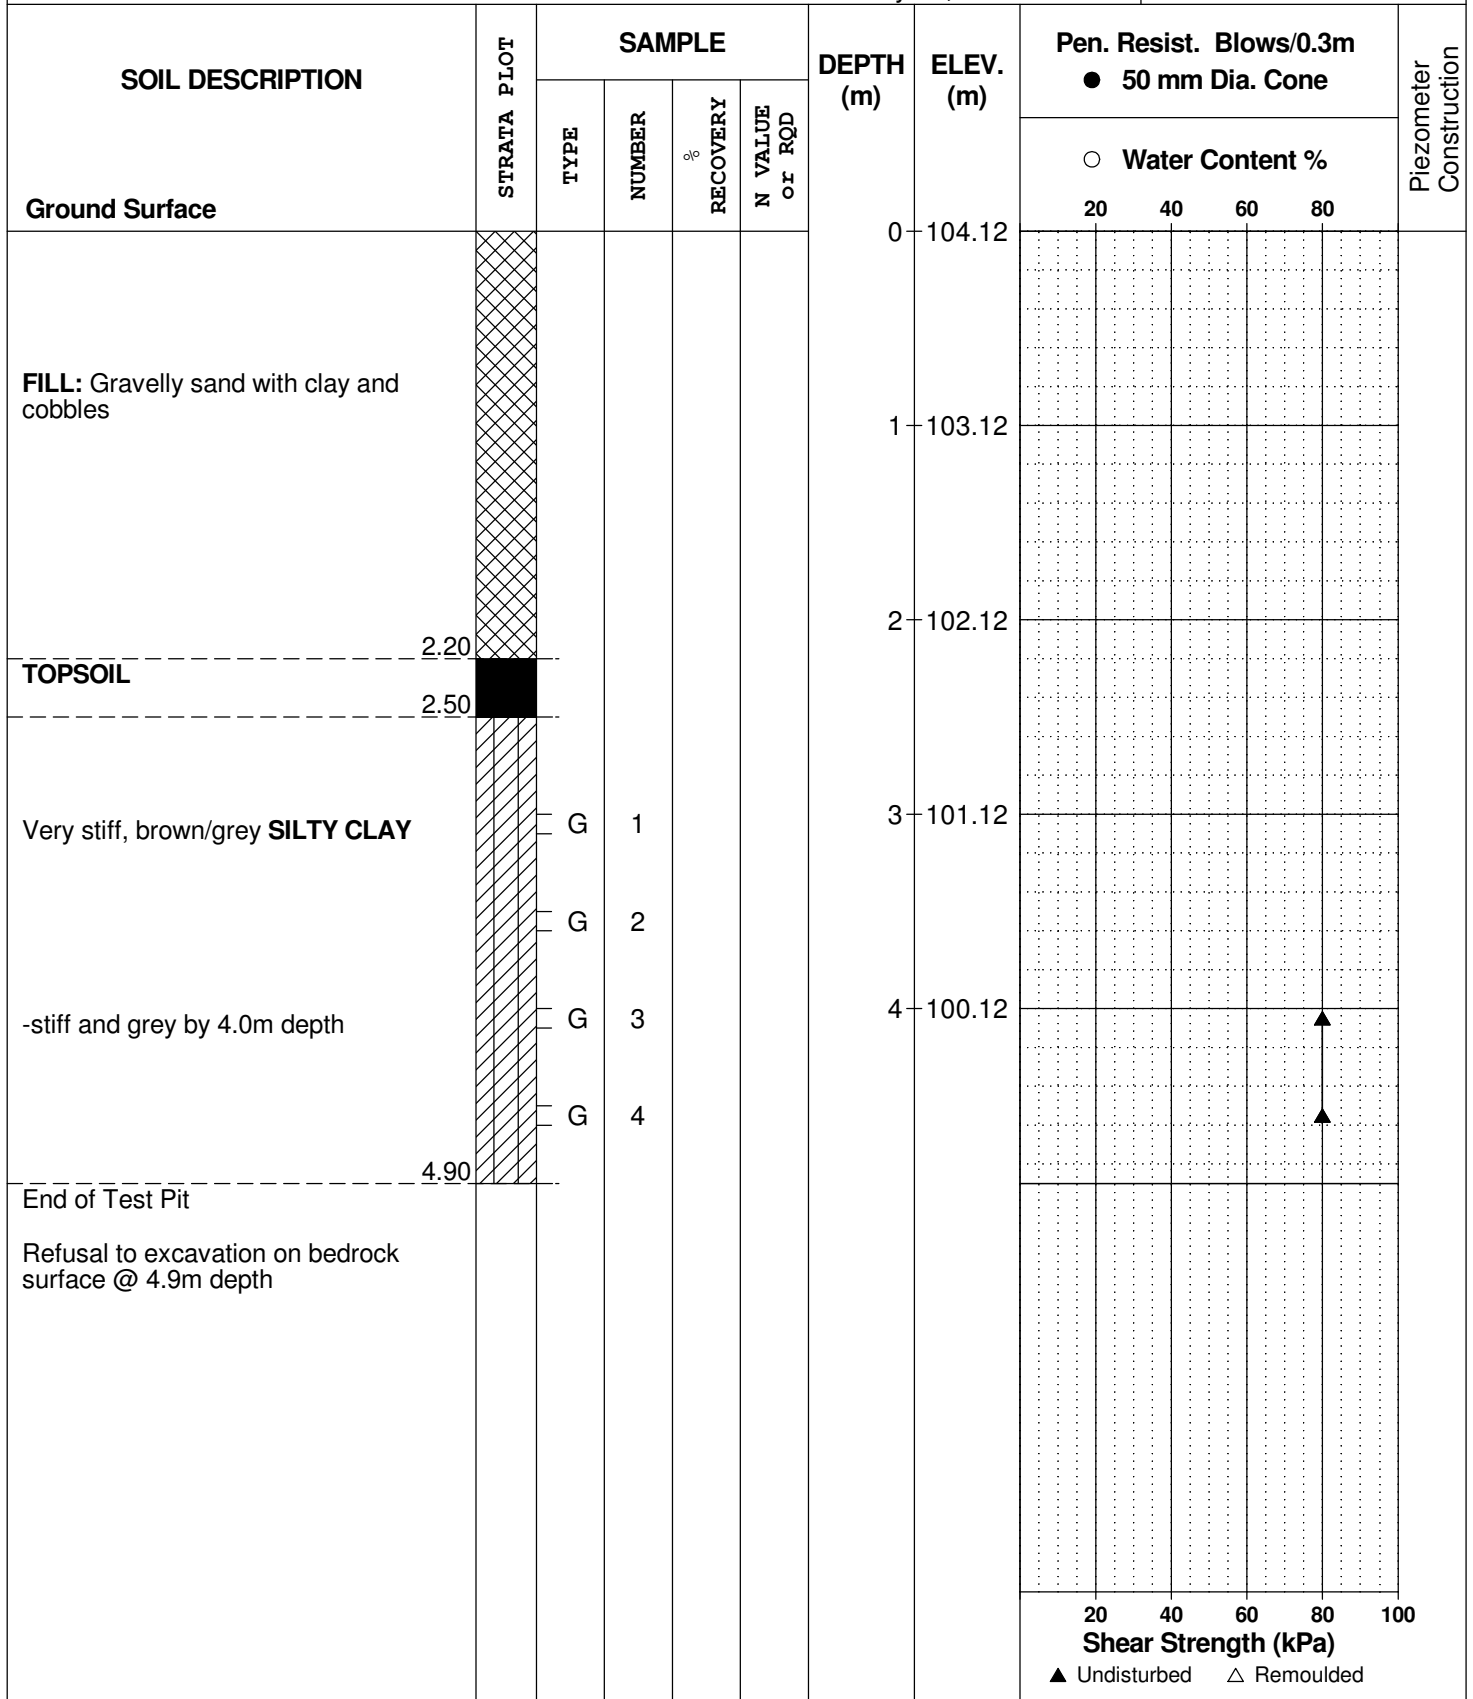 SOIL DESCRIPTION
Ground Surface
STRATA PLOT
SAMPLE
TYPE
NUMBER
%
RECOVERY
N VALUE
or RQD
DEPTH
(m)
ELEV.
(m)
Pen. Resist. Blows/0.3m
● 50 mm Dia. Cone
○ Water Content %
20 40 60 80
Piezometer
Construction
0 104.12
FILL: Gravelly sand with clay and
cobbles
1 103.12
2 102.12
2.20
TOPSOIL
2.50
3 101.12
Very stiff, brown/grey SILTY CLAY
G 1
G 2
4 100.12
-stiff and grey by 4.0m depth
G 3
G 4
4.90
End of Test Pit
Refusal to excavation on bedrock
surface @ 4.9m depth
20 40 60 80 100
Shear Strength (kPa)
▲ Undisturbed △ Remoulded